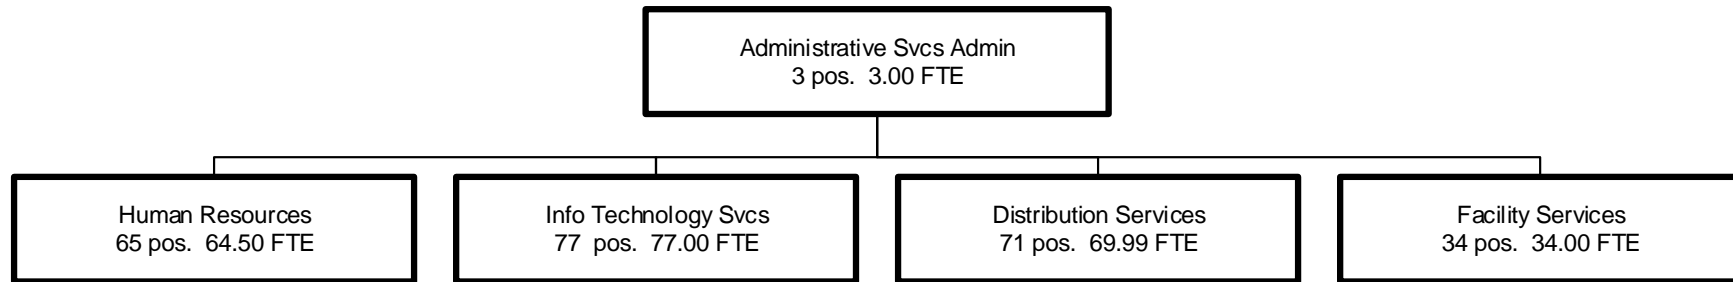 Administrative Svcs Admin
3 pos.  3.00 FTE
Human Resources
65 pos.  64.50 FTE
Info Technology Svcs
77  pos.  77.00 FTE
Distribution Services
71 pos.  69.99 FTE
Facility Services
34 pos.  34.00 FTE